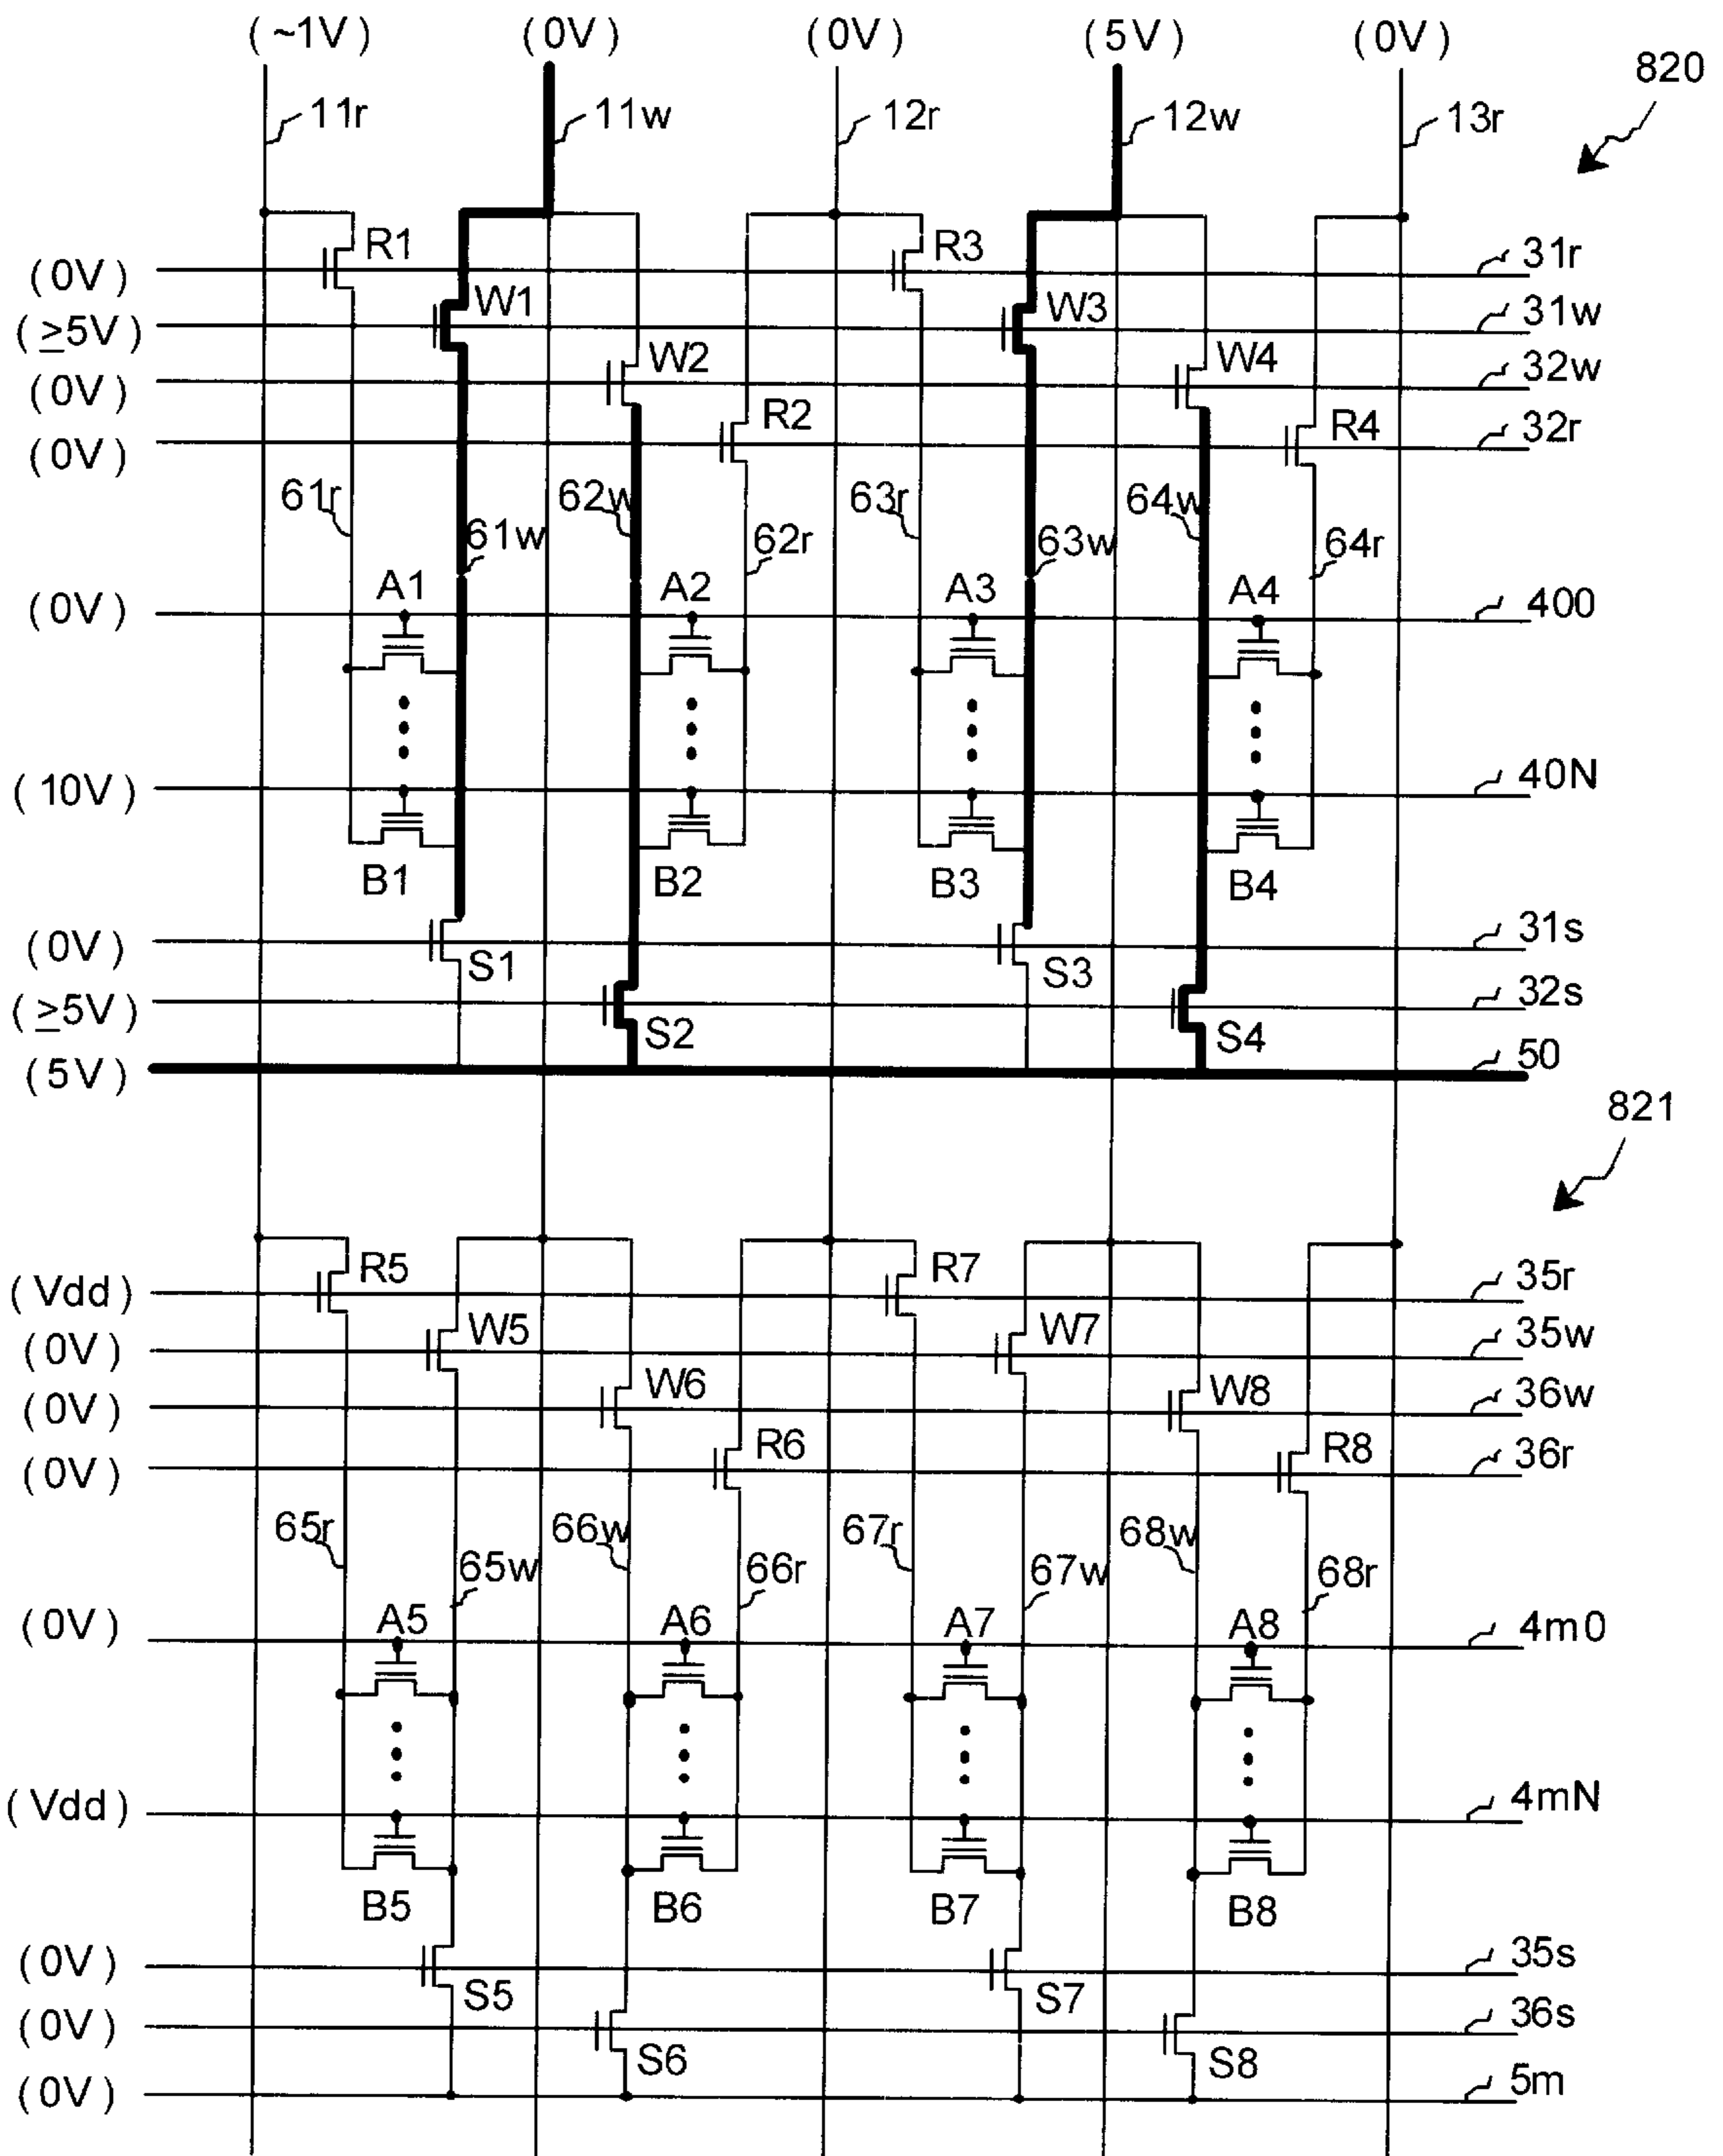 (~1V) (0V) (0V) (5V) (0V)
820
11r 11w 12r 12w 13r
R1 R3 31r
(0V)
W1 W3 31w
(≥5V)
W2 W4 32w
(0V)
R2 R4 32r
(0V)
61r 62w 63r 64w
61w 62r 63w 64r
A1 A2 A3 A4 400
(0V)
(10V) 40N
B1 B2 B3 B4
(0V) 31s
S1 S3
(≥5V) 32s
S2 S4
(5V) 50
821
R5 R7 35r
(Vdd)
W5 W7 35w
(0V)
W6 W8 36w
(0V)
R6 R8 36r
(0V)
65r 66w 67r 68w
65w 66r 67w 68r
A5 A6 A7 A8 4m0
(0V)
(Vdd) 4mN
B5 B6 B7 B8
(0V) 35s
S5 S7
(0V) 36s
S6 S8
(0V) 5m